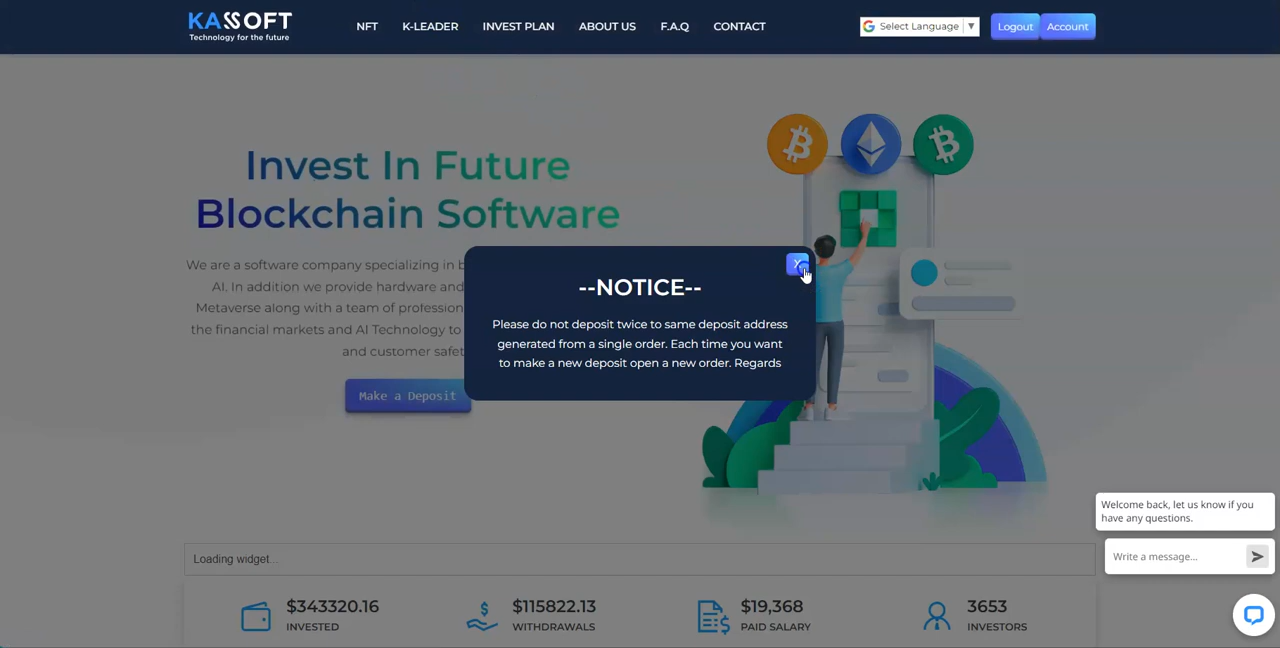 KASSOFT
Technology for the future
NFT K-LEADER INVEST PLAN ABOUT US F.A.Q CONTACT
Select Language ▼
Logout Account
Invest In Future
Blockchain Software
We are a software company specializing in
AI. In addition we provide hardware and
Metaverse along with a team of
the financial markets and AI Technology to
and customer
Make a Deposit
X
--NOTICE--
Please do not deposit twice to same deposit address
generated from a single order. Each time you want
to make a new deposit open a new order. Regards
Welcome back, let us know if you
have any questions.
Write a message...
Loading widget...
$343320.16
INVESTED
$115822.13
WITHDRAWALS
$19,368
PAID SALARY
3653
INVESTORS